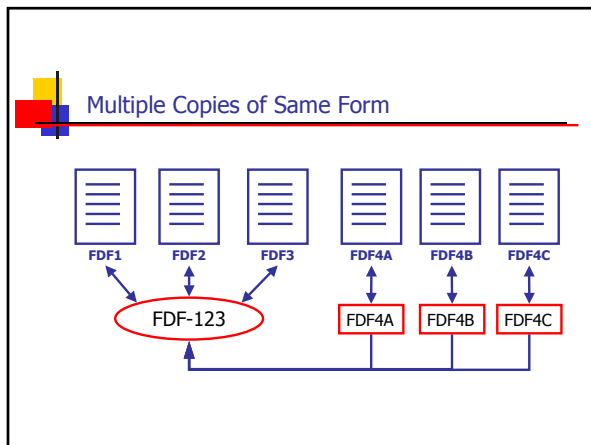 Multiple Copies of Same Form
FDF1 FDF2 FDF3 FDF4A FDF4B FDF4C
FDF-123 FDF4A FDF4B FDF4C